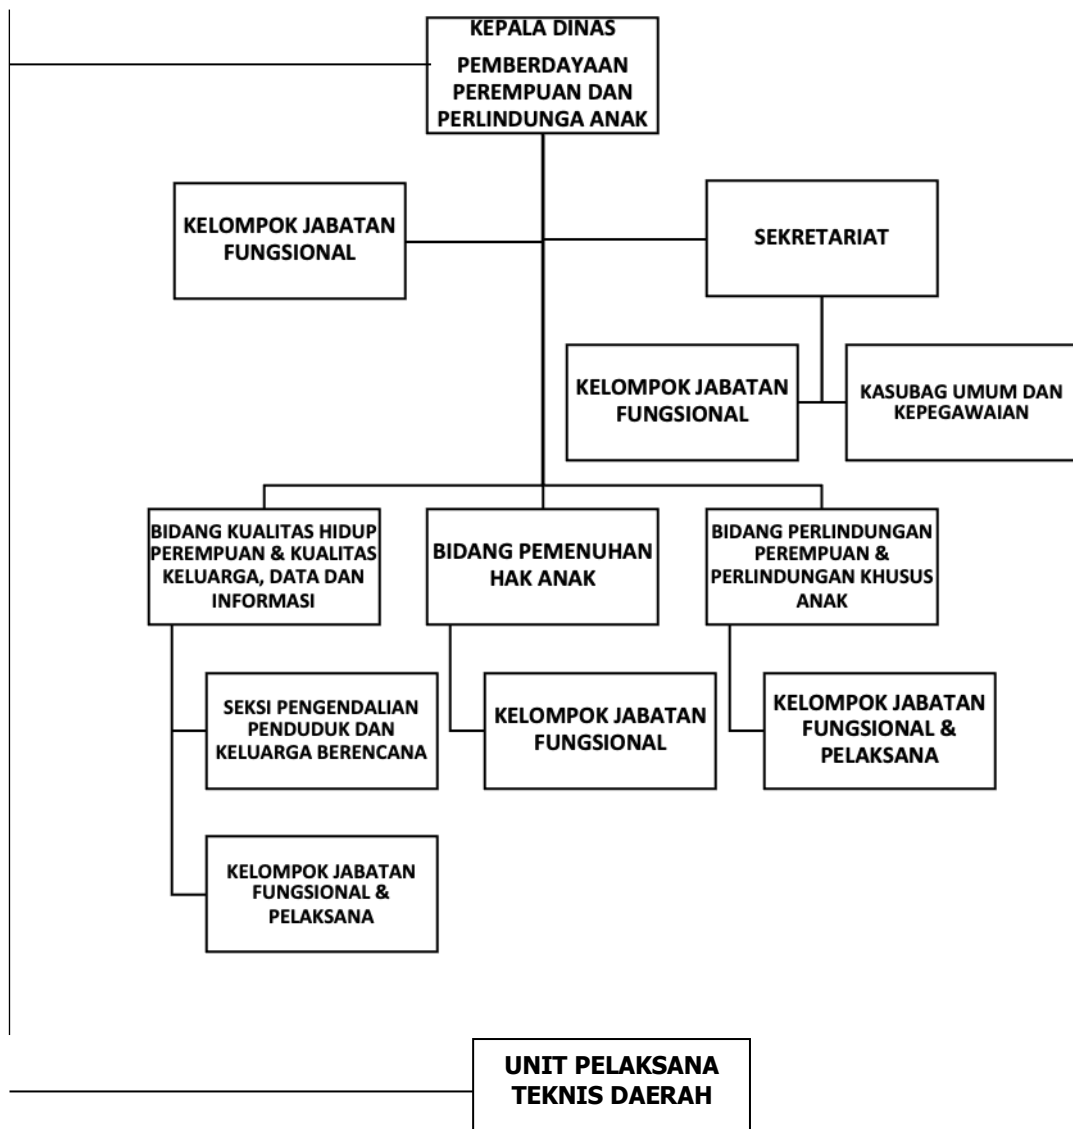 KEPALA DINAS
PEMBERDAYAAN
PEREMPUAN DAN
PERLINDUNGA ANAK
KELOMPOK JABATAN
FUNGSIONAL
SEKRETARIAT
KELOMPOK JABATAN
FUNGSIONAL
KASUBAG UMUM DAN
KEPEGAWAIAN
BIDANG KUALITAS HIDUP
PEREMPUAN & KUALITAS
KELUARGA, DATA DAN
INFORMASI
BIDANG PEMENUHAN
HAK ANAK
BIDANG PERLINDUNGAN
PEREMPUAN &
PERLINDUNGAN KHUSUS
ANAK
SEKSI PENGENDALIAN
PENDUDUK DAN
KELUARGA BERENCANA
KELOMPOK JABATAN
FUNGSIONAL
KELOMPOK JABATAN
FUNGSIONAL &
PELAKSANA
KELOMPOK JABATAN
FUNGSIONAL &
PELAKSANA
UNIT PELAKSANA
TEKNIS DAERAH